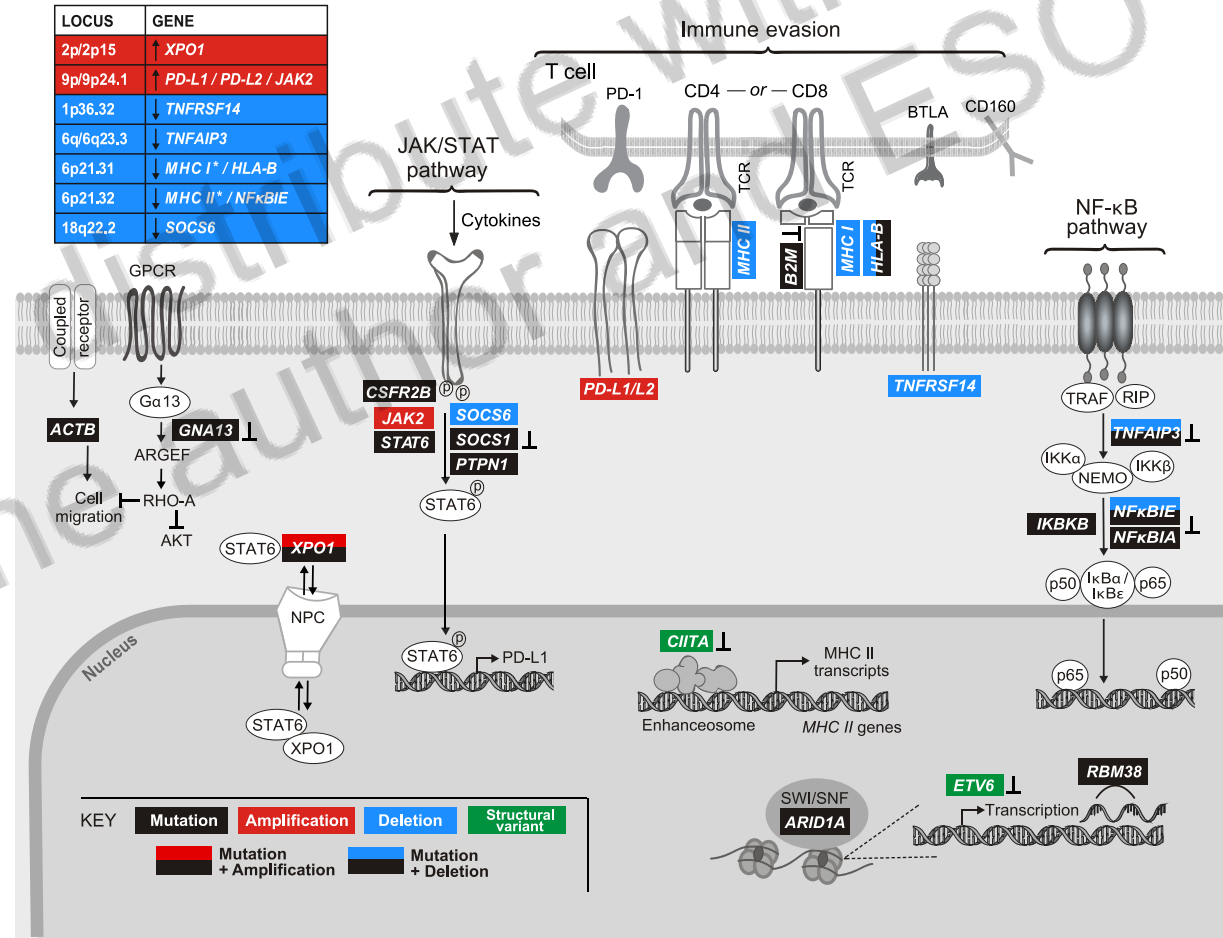 LOCUS GENE
2p/2p15 ↑ XPO1
9p/9p24.1 ↑ PD-L1 / PD-L2 / JAK2
1p36.32 ↓ TNFRSF14
6q/6q23.3 ↓ TNFAIP3
6p21.31 ↓ MHC I* / HLA-B
6p21.32 ↓ MHC II* / NFκBIE
18q22.2 ↓ SOCS6
distribute with
the author and ESO
Immune evasion
T cell
PD-1
CD4 — or — CD8
BTLA
CD160
TCR
TCR
MHC II
B2M
MHC I
HLA-B
PD-L1/L2
TNFRSF14
JAK/STAT
pathway
Cytokines
p
p
CSFR2B
JAK2
STAT6
SOCS6
SOCS1
PTPN1
p
STAT6
p
STAT6
PD-L1
GPCR
Coupled
receptor
Gα13
ACTB
GNA13
ARGEF
Cell
migration
RHO-A
AKT
STAT6
XPO1
NPC
STAT6
XPO1
Nucleus
NF-κB
pathway
TRAF
RIP
TNFAIP3
IKKα
NEMO
IKKβ
IKBKB
NFκBIE
NFκBIA
p50
IκBα /
IκBε
p65
p65
p50
CIITA
MHC II
transcripts
Enhanceosome
MHC II genes
SWI/SNF
ARID1A
ETV6
Transcription
RBM38
KEY
Mutation
Amplification
Deletion
Structural
variant
Mutation
+ Amplification
Mutation
+ Deletion